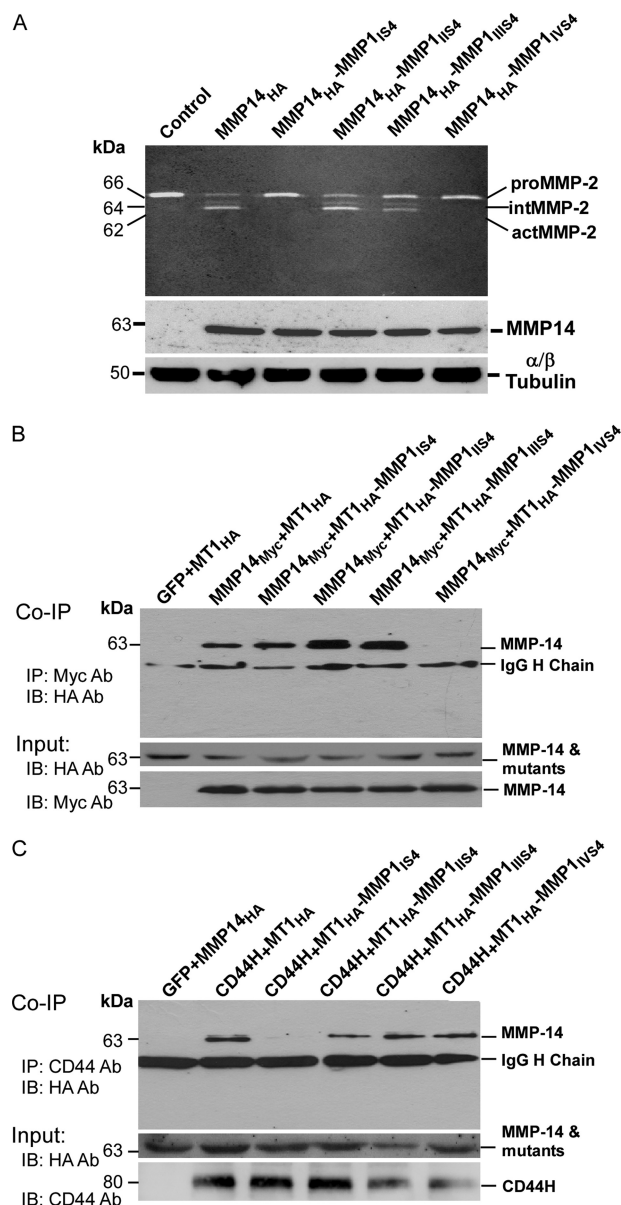 A
Control
MMP14HA
MMP14HA-MMP1IS4
MMP14HA-MMP1IIS4
MMP14HA-MMP1IIIS4
MMP14HA-MMP1IVS4
kDa
66
64
62
proMMP-2
intMMP-2
actMMP-2
63
MMP14
50
α/β
Tubulin
B
GFP+MT1HA
MMP14Myc+MT1HA
MMP14Myc+MT1HA-MMP1IS4
MMP14Myc+MT1HA-MMP1IIS4
MMP14Myc+MT1HA-MMP1IIIS4
MMP14Myc+MT1HA-MMP1IVS4
Co-IP
kDa
63
MMP-14
IgG H Chain
IP: Myc Ab
IB: HA Ab
Input:
IB: HA Ab
63
MMP-14 &
mutants
IB: Myc Ab
63
MMP-14
C
GFP+MMP14HA
CD44H+MT1HA
CD44H+MT1HA-MMP1IS4
CD44H+MT1HA-MMP1IIS4
CD44H+MT1HA-MMP1IIIS4
CD44H+MT1HA-MMP1IVS4
Co-IP
kDa
63
MMP-14
IgG H Chain
IP: CD44 Ab
IB: HA Ab
Input:
IB: HA Ab
63
MMP-14 &
mutants
80
IB: CD44 Ab
CD44H